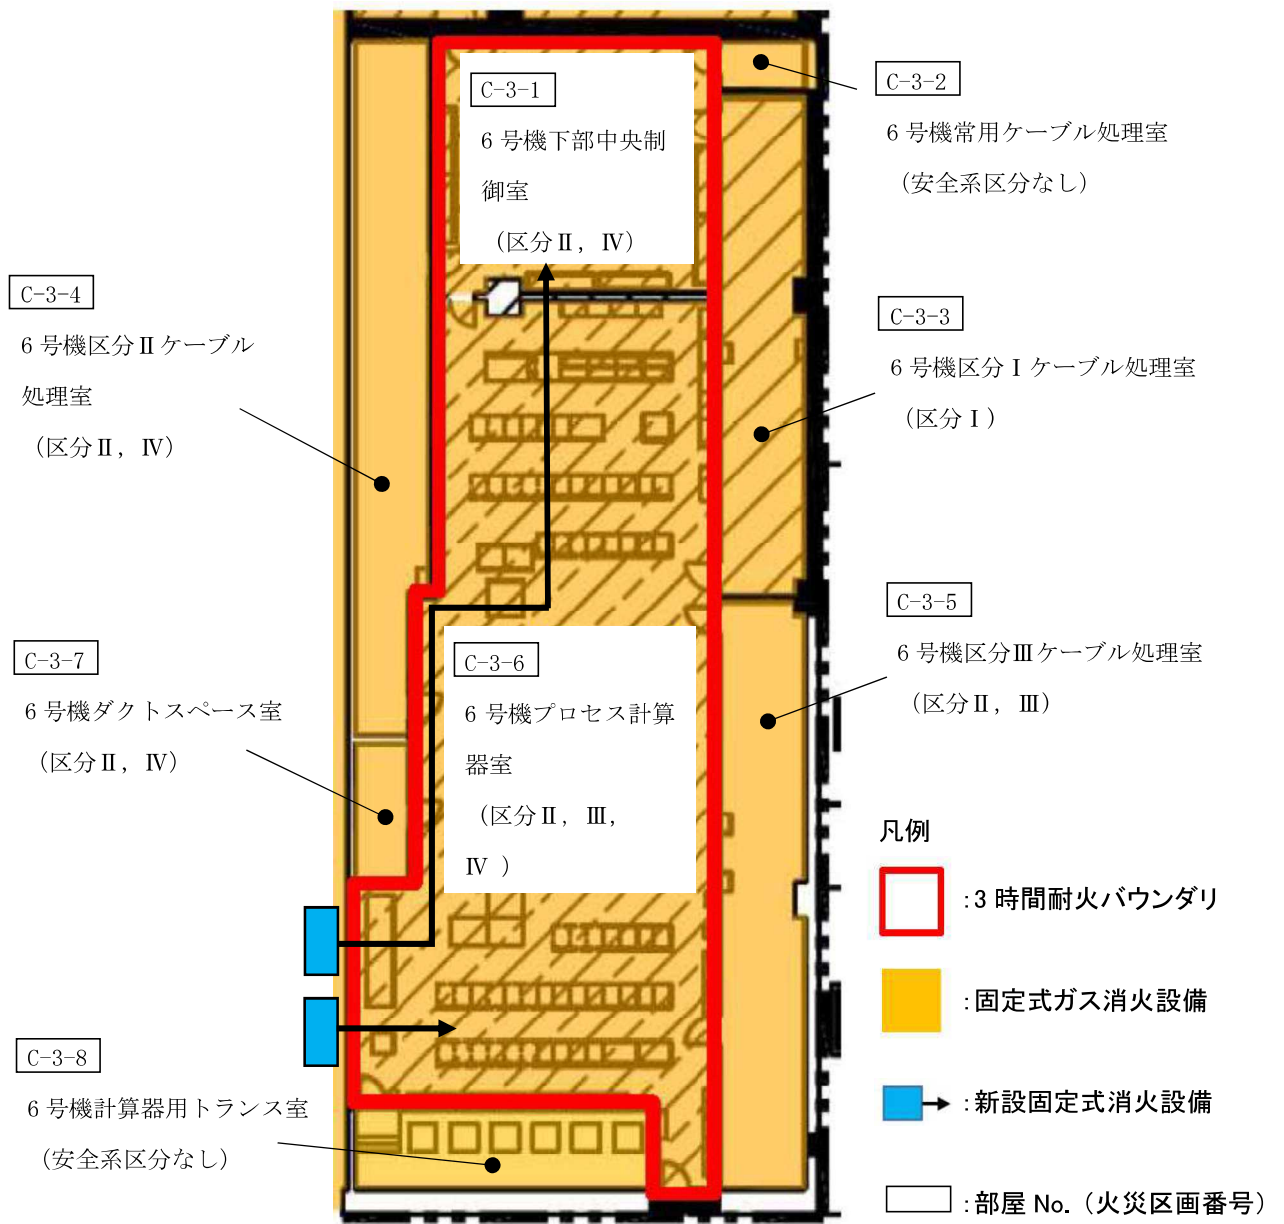 C-3-1
6号機下部中央制
御室
（区分Ⅱ，Ⅳ）
C-3-2
6号機常用ケーブル処理室
（安全系区分なし）
C-3-4
6号機区分Ⅱケーブル
処理室
（区分Ⅱ，Ⅳ）
C-3-3
6号機区分Ⅰケーブル処理室
（区分Ⅰ）
C-3-5
6号機区分Ⅲケーブル処理室
（区分Ⅱ，Ⅲ）
C-3-7
6号機ダクトスペース室
（区分Ⅱ，Ⅳ）
C-3-6
6号機プロセス計算
器室
（区分Ⅱ，Ⅲ，
Ⅳ）
C-3-8
6号機計算器用トランス室
（安全系区分なし）
凡例
：3時間耐火バウンダリ
：固定式ガス消火設備
：新設固定式消火設備
：部屋No.（火災区画番号）